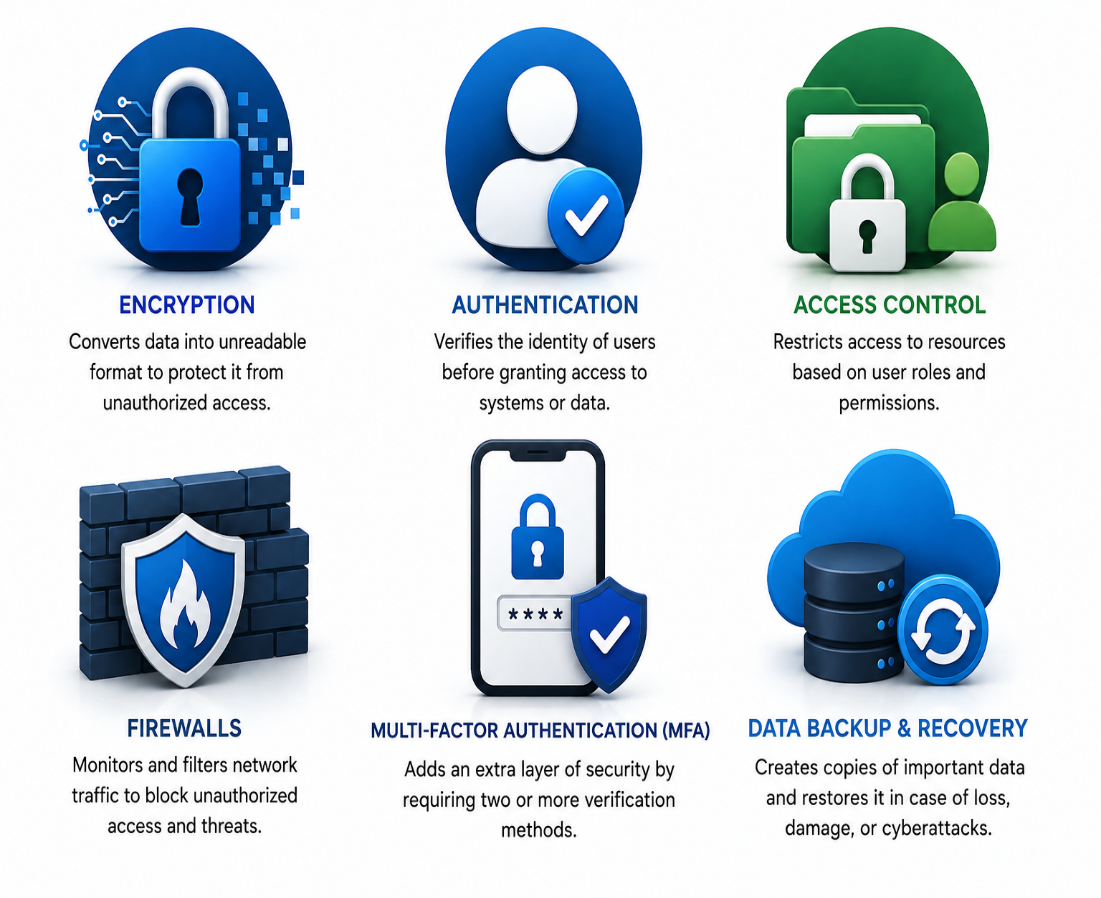 ENCRYPTION
Converts data into unreadable
format to protect it from
unauthorized access.
AUTHENTICATION
Verifies the identity of users
before granting access to
systems or data.
ACCESS CONTROL
Restricts access to resources
based on user roles and
permissions.
FIREWALLS
Monitors and filters network
traffic to block unauthorized
access and threats.
****
MULTI-FACTOR AUTHENTICATION (MFA)
Adds an extra layer of security by
requiring two or more verification
methods.
DATA BACKUP & RECOVERY
Creates copies of important data
and restores it in case of loss,
damage, or cyberattacks.